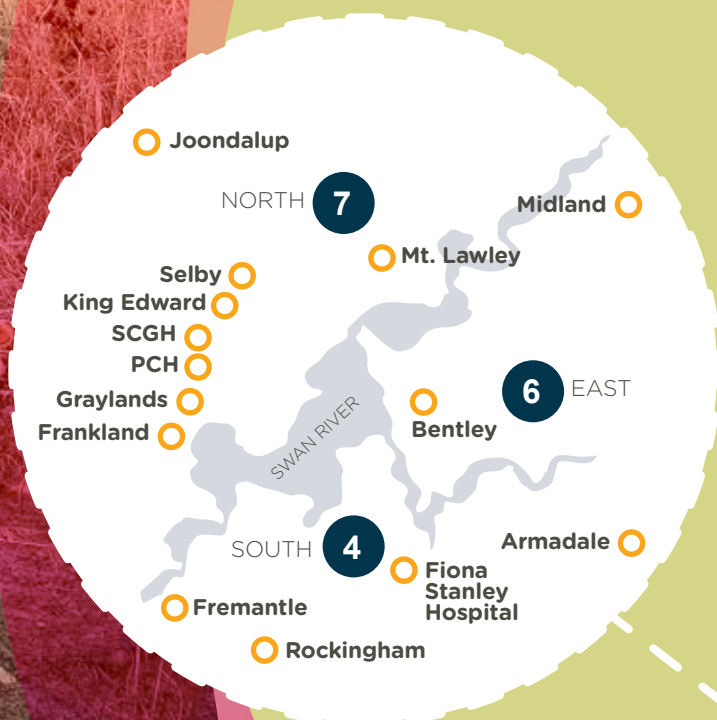 Joondalup
NORTH 7
Midland
Mt. Lawley
Selby
King Edward
SCGH
PCH
Graylands
Frankland
6 EAST
Bentley
SWAN RIVER
SOUTH 4
Armadale
Fiona
Stanley
Hospital
Fremantle
Rockingham